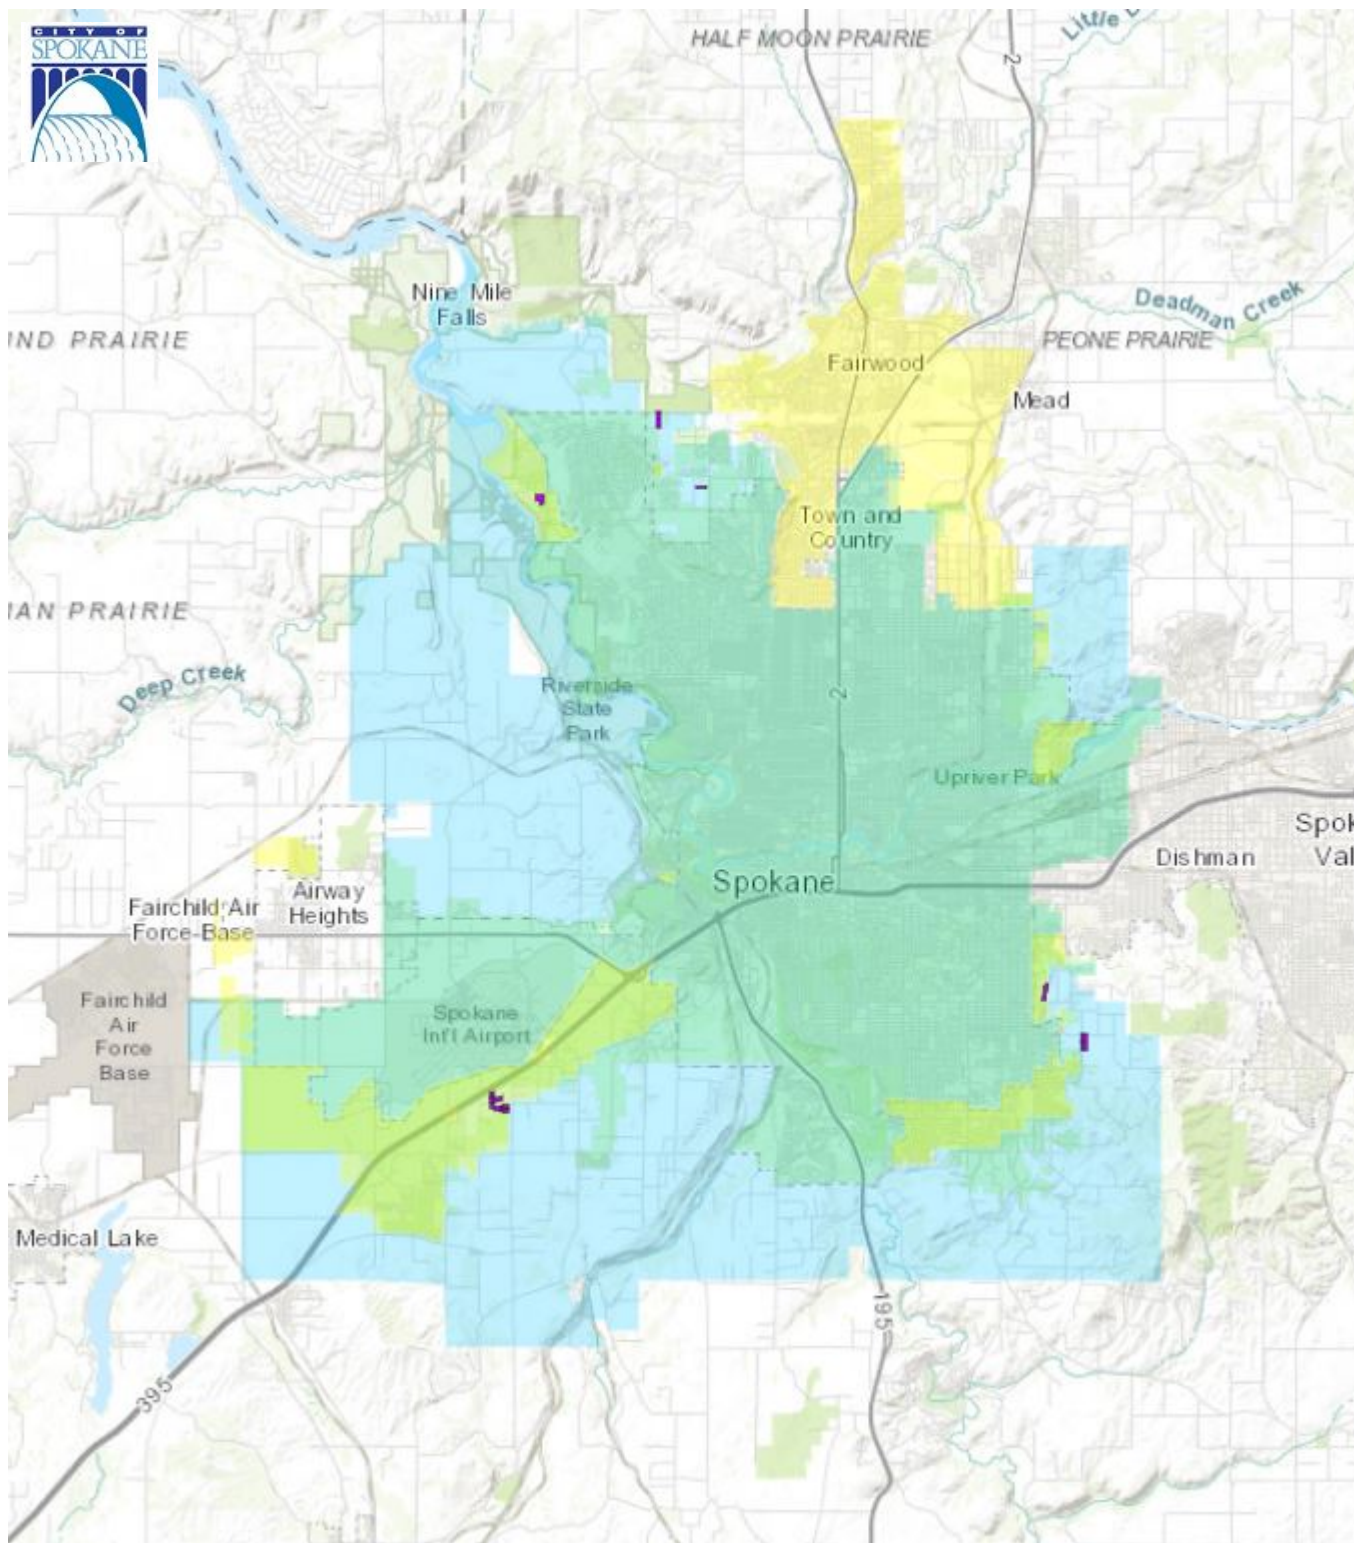 CITY OF
SPOKANE
HALF MOON PRAIRIE
Little
2
Nine Mile
Falls
Deadman Creek
IND PRAIRIE
PEONE PRAIRIE
Fairwood
Mead
Town and
Country
IAN PRAIRIE
Deep Creek
Riverside
State
Park
2
Upriver Park
Spok
Val
Dishman
Spokane
Airway
Heights
Fairchild Air
Force Base
Fairchild
Air
Force
Base
Spokane
Int'l Airport
Medical Lake
195
395